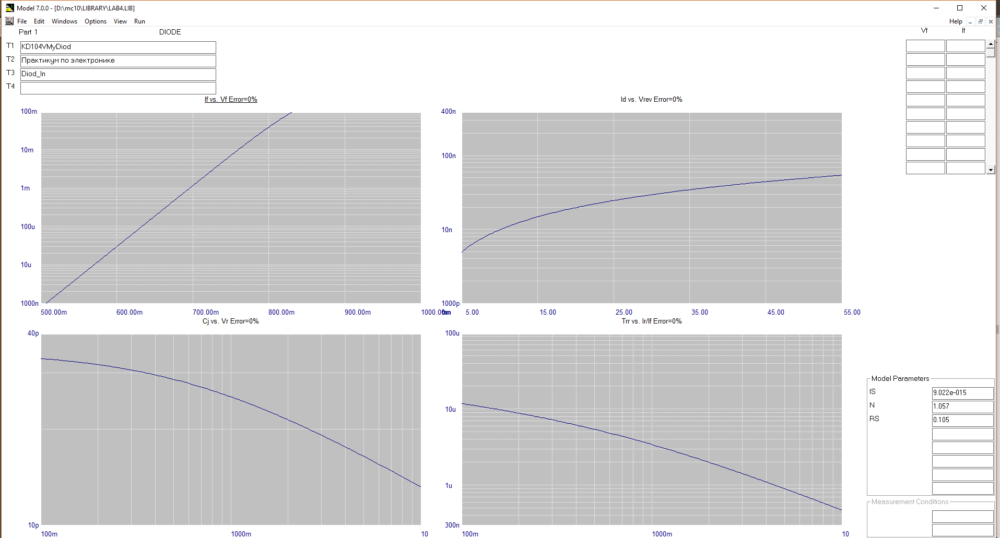 Model 7.0.0 - [D:\mc10\LIBRARY\LAB4.LIB]
File Edit Windows Options View Run Help
Part 1 DIODE
Vf If
T1 KD104VMyDiod
T2 Практикум по электронике
T3 Diod_In
T4
If vs. Vf Error=0%
100m
10m
1m
100u
10u
1000n
500.00m 600.00m 700.00m 800.00m 900.00m 1000.00m
Id vs. Vrev Error=0%
400n
100n
10n
1000p
5.00 15.00 25.00 35.00 45.00 55.00
Cj vs. Vr Error=0%
40p
10p
100m 1000m 10
Trr vs. Ir/If Error=0%
100u
10u
1u
300n
100m 1000m 10
Model Parameters
IS 9.022e-015
N 1.057
RS 0.105
Measurement Conditions